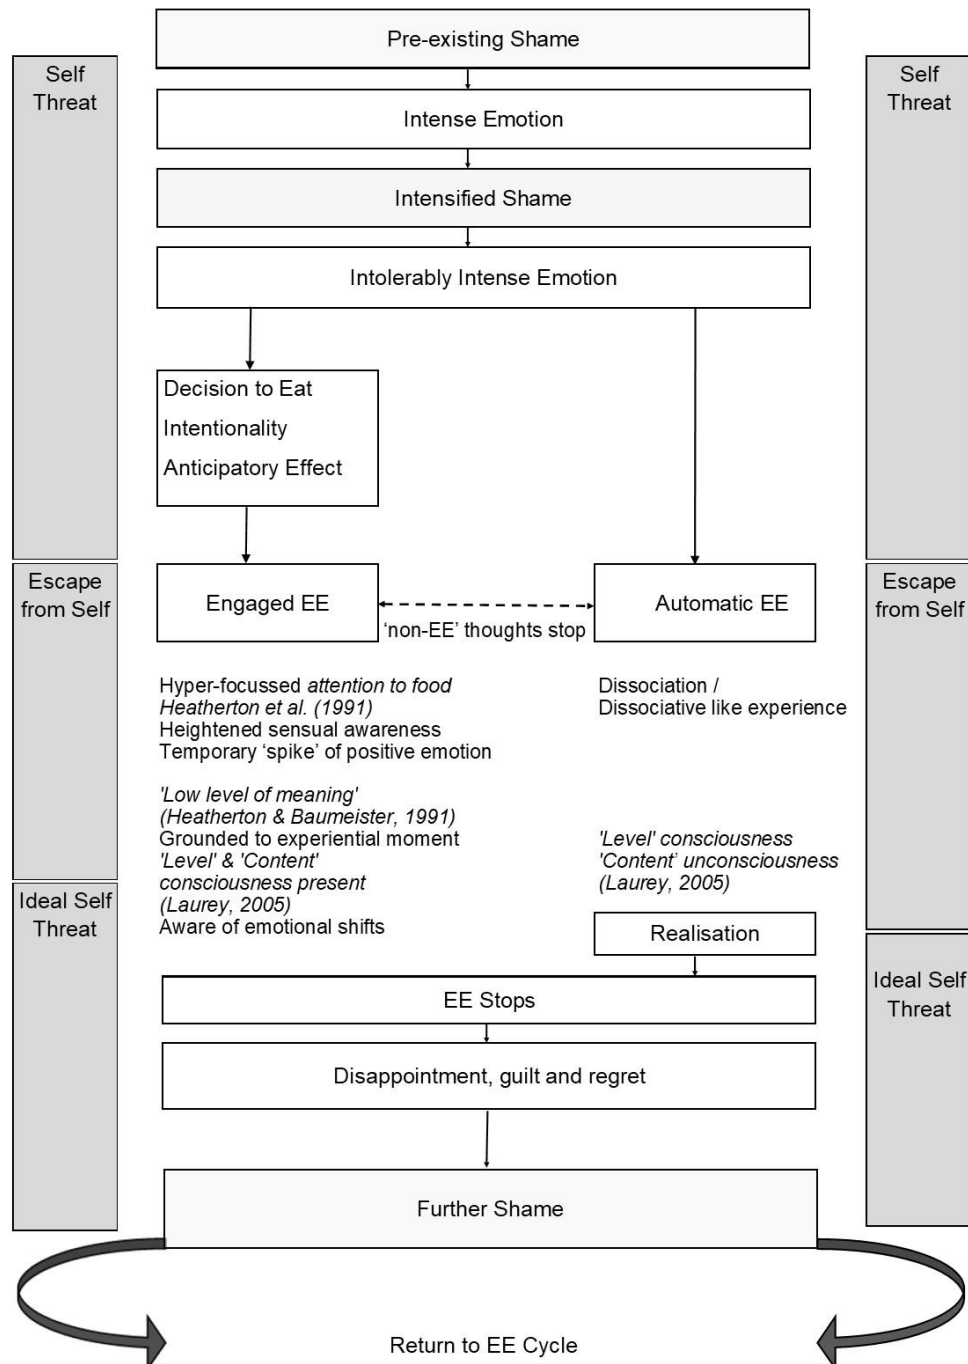 Pre-existing Shame
Self
Threat
Self
Threat
Intense Emotion
Intensified Shame
Intolerably Intense Emotion
Decision to Eat
Intentionality
Anticipatory Effect
Escape
from Self
Escape
from Self
Engaged EE
Automatic EE
‘non-EE’ thoughts stop
Hyper-focussed attention to food
Heatherton et al. (1991)
Heightened sensual awareness
Temporary ‘spike’ of positive emotion
Dissociation /
Dissociative like experience
'Low level of meaning'
(Heatherton & Baumeister, 1991)
Grounded to experiential moment
'Level' & 'Content'
consciousness present
(Laurey, 2005)
Aware of emotional shifts
'Level' consciousness
'Content’ unconsciousness
(Laurey, 2005)
Ideal Self
Threat
Realisation
Ideal Self
Threat
EE Stops
Disappointment, guilt and regret
Further Shame
Return to EE Cycle